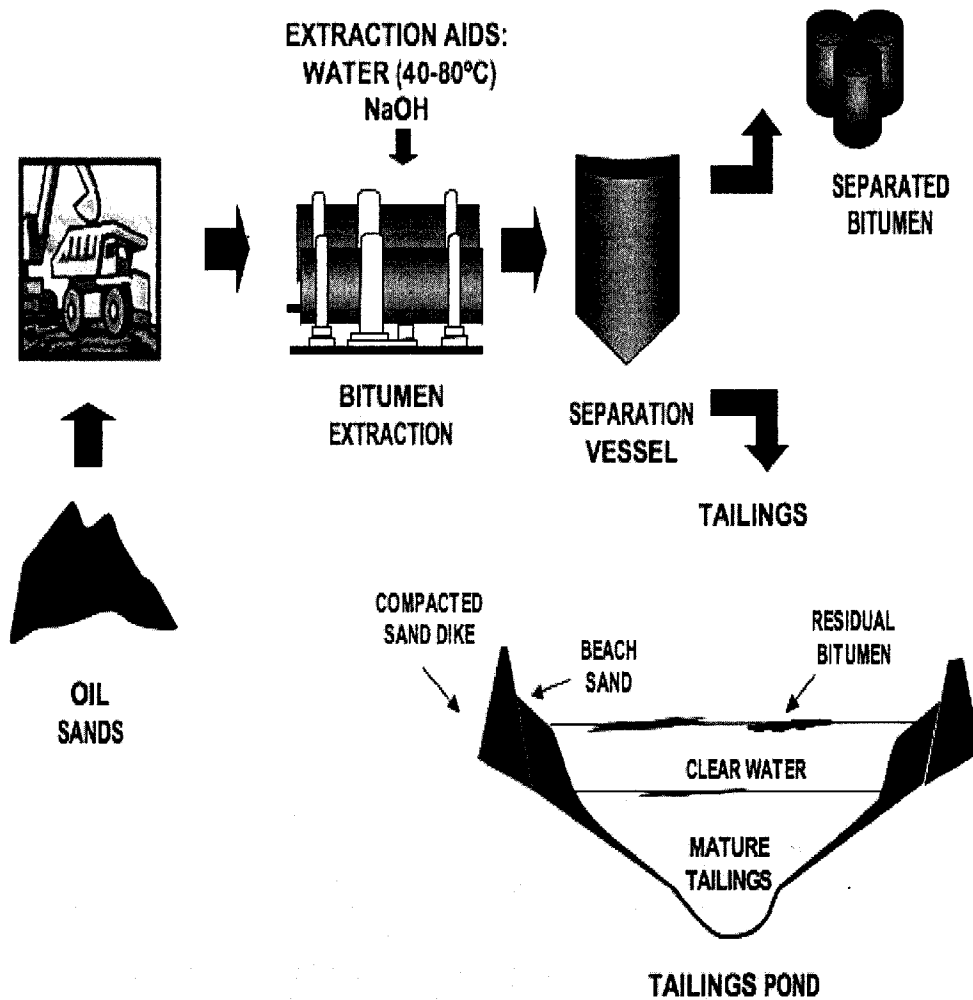 EXTRACTION AIDS:
WATER (40-80ºC)
NaOH
SEPARATED
BITUMEN
BITUMEN
EXTRACTION
SEPARATION
VESSEL
TAILINGS
OIL
SANDS
COMPACTED
SAND DIKE
BEACH
SAND
RESIDUAL
BITUMEN
CLEAR WATER
MATURE
TAILINGS
TAILINGS POND